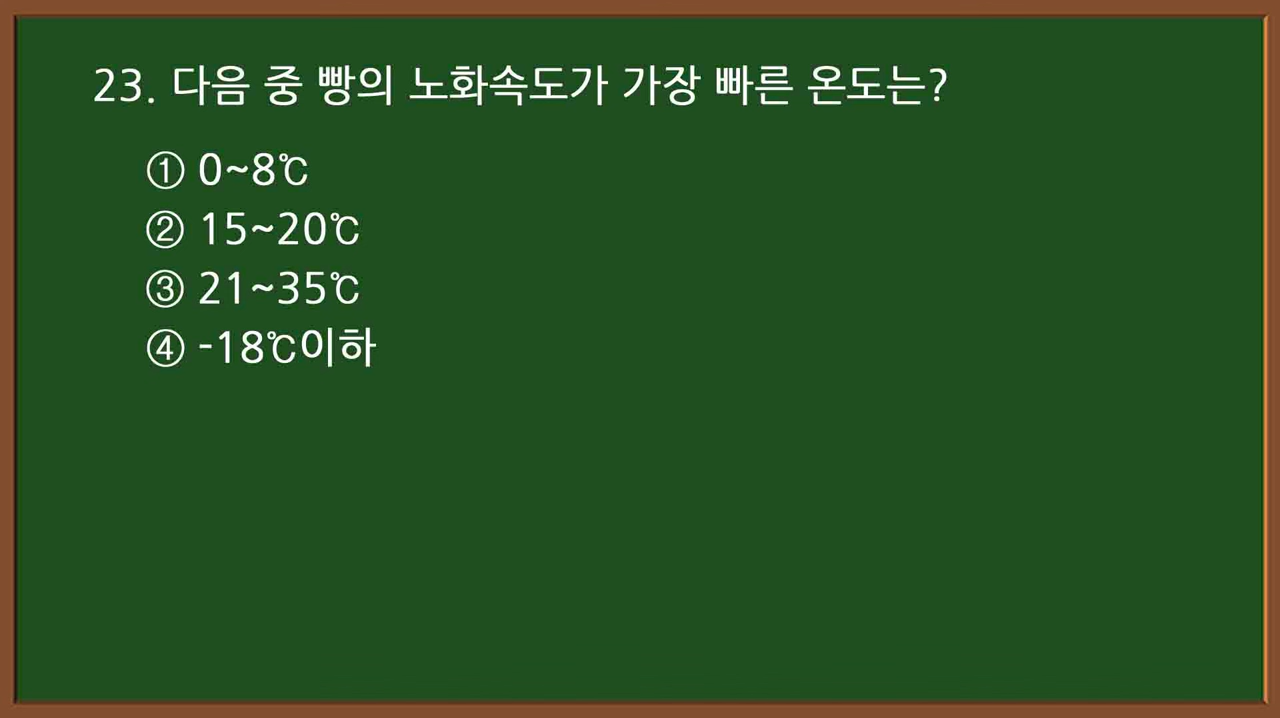 23. 다음 중 빵의 노화속도가 가장 빠른 온도는?
① 0~8℃
② 15~20℃
③ 21~35℃
④ -18℃이하